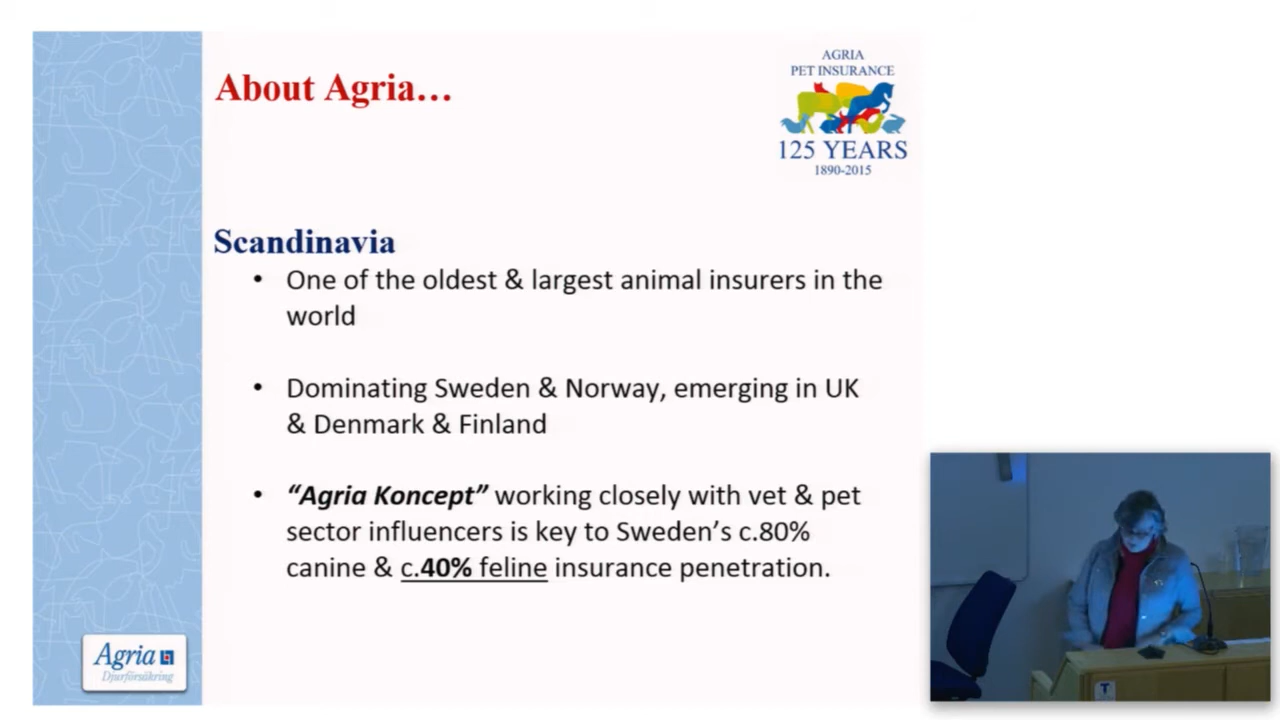 About Agria…
AGRIA
PET INSURANCE
125 YEARS
1890-2015
Scandinavia
• One of the oldest & largest animal insurers in the
world
• Dominating Sweden & Norway, emerging in UK
& Denmark & Finland
• “Agria Koncept” working closely with vet & pet
sector influencers is key to Sweden’s c.80%
canine & c.40% feline insurance penetration.
Agria
Djurförsäkring
T